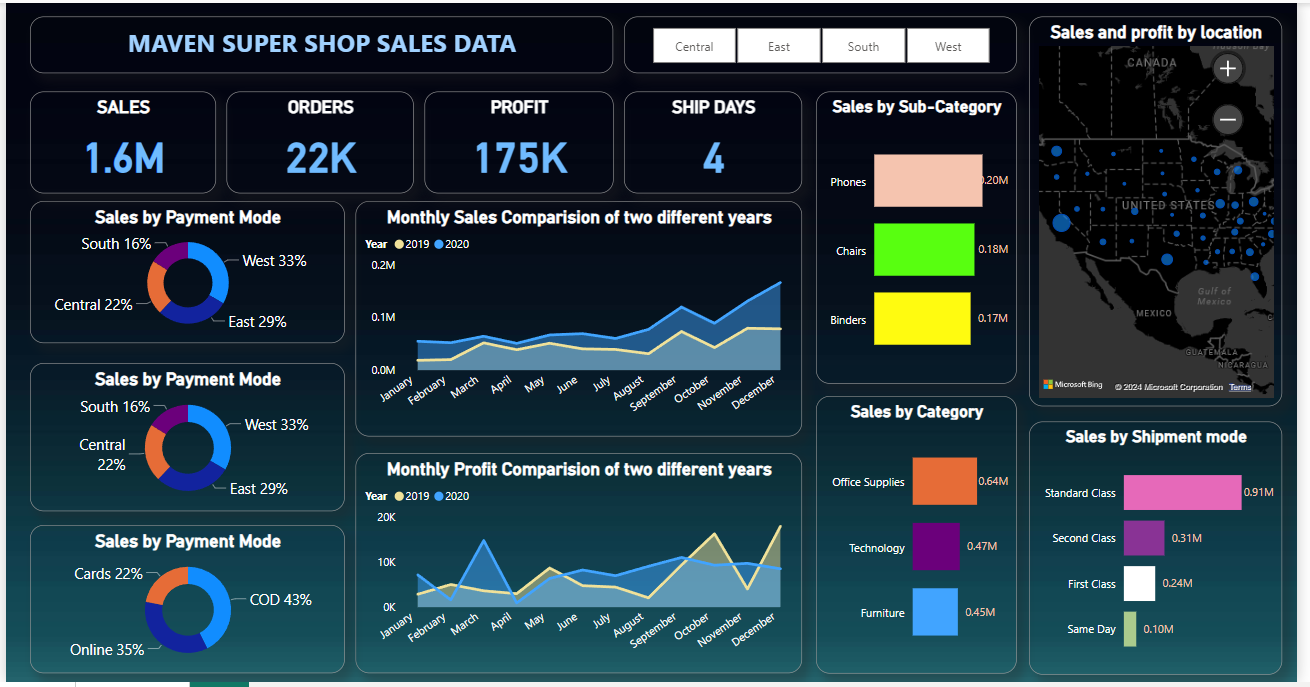 MAVEN SUPER SHOP SALES DATA
Central
East
South
West
SALES
1.6M
ORDERS
22K
PROFIT
175K
SHIP DAYS
4
Sales by Payment Mode
South 16%
West 33%
Central 22%
East 29%
Sales by Payment Mode
South 16%
West 33%
Central
22%
East 29%
Sales by Payment Mode
Cards 22%
COD 43%
Online 35%
Monthly Sales Comparision of two different years
Year 2019 2020
0.2M
0.1M
0.0M
January
February
March
April
May
June
July
August
September
October
November
December
Monthly Profit Comparision of two different years
Year 2019 2020
20K
10K
0K
January
February
March
April
May
June
July
August
September
October
November
December
Sales by Sub-Category
Phones 0.20M
Chairs 0.18M
Binders 0.17M
Sales by Category
Office Supplies 0.64M
Technology 0.47M
Furniture 0.45M
Sales and profit by location
CANADA
UNITED STATES
Gulf of
Mexico
MEXICO
GUATEMALA
NICARAGUA
Microsoft Bing
© 2024 Microsoft Corporation Terms
Sales by Shipment mode
Standard Class 0.91M
Second Class 0.31M
First Class 0.24M
Same Day 0.10M